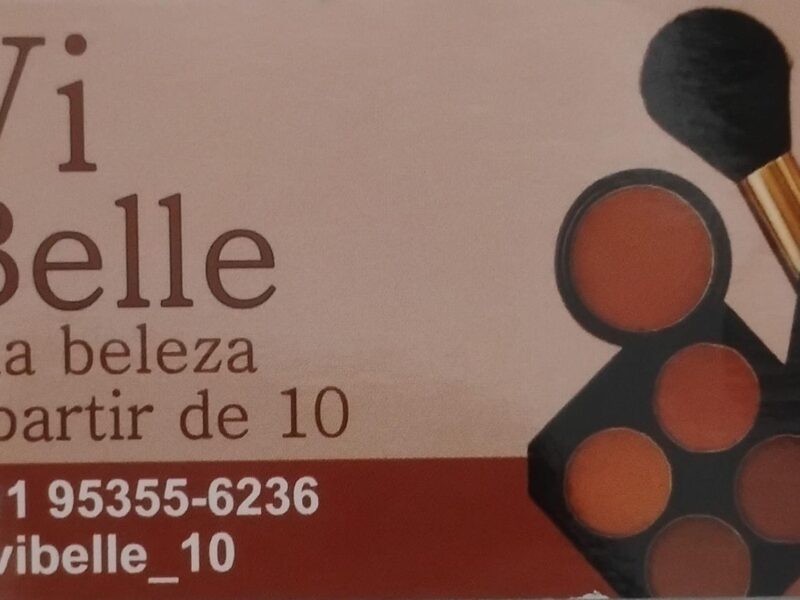 Vi
Belle
beleza
partir de 10
1 95355-6236
vibelle_10